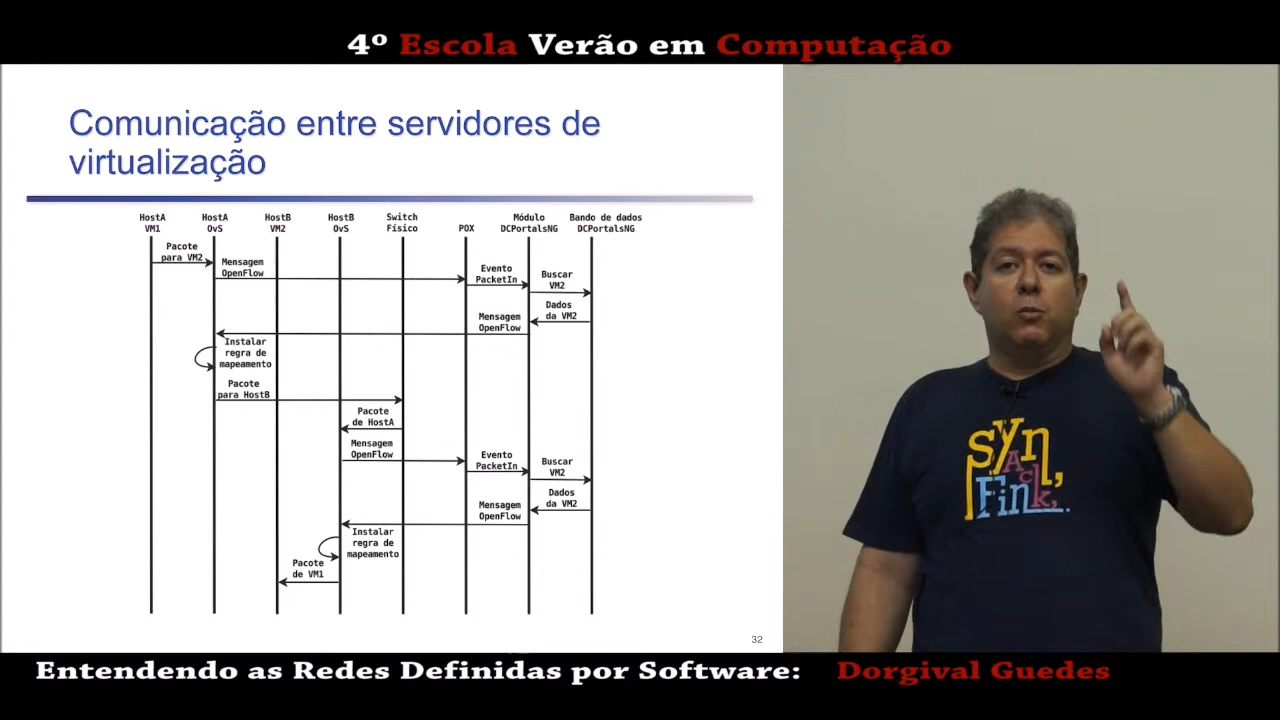 4º Escola Verão em Computação
Comunicação entre servidores de
virtualização
HostA
VM1
HostA
OvS
HostB
VM2
HostB
OvS
Switch
Físico
POX
Módulo
DCPortalsNG
Bando de dados
DCPortalsNG
Pacote
para VM2
Mensagem
OpenFlow
Evento
PacketIn
Buscar
VM2
Dados
da VM2
Mensagem
OpenFlow
Instalar
regra de
mapeamento
Pacote
para HostB
Pacote
de HostA
Mensagem
OpenFlow
Evento
PacketIn
Buscar
VM2
Dados
da VM2
Mensagem
OpenFlow
Instalar
regra de
mapeamento
Pacote
de VM1
32
syn,
Ack,
Fin
Entendendo as Redes Definidas por Software: Dorgival Guedes